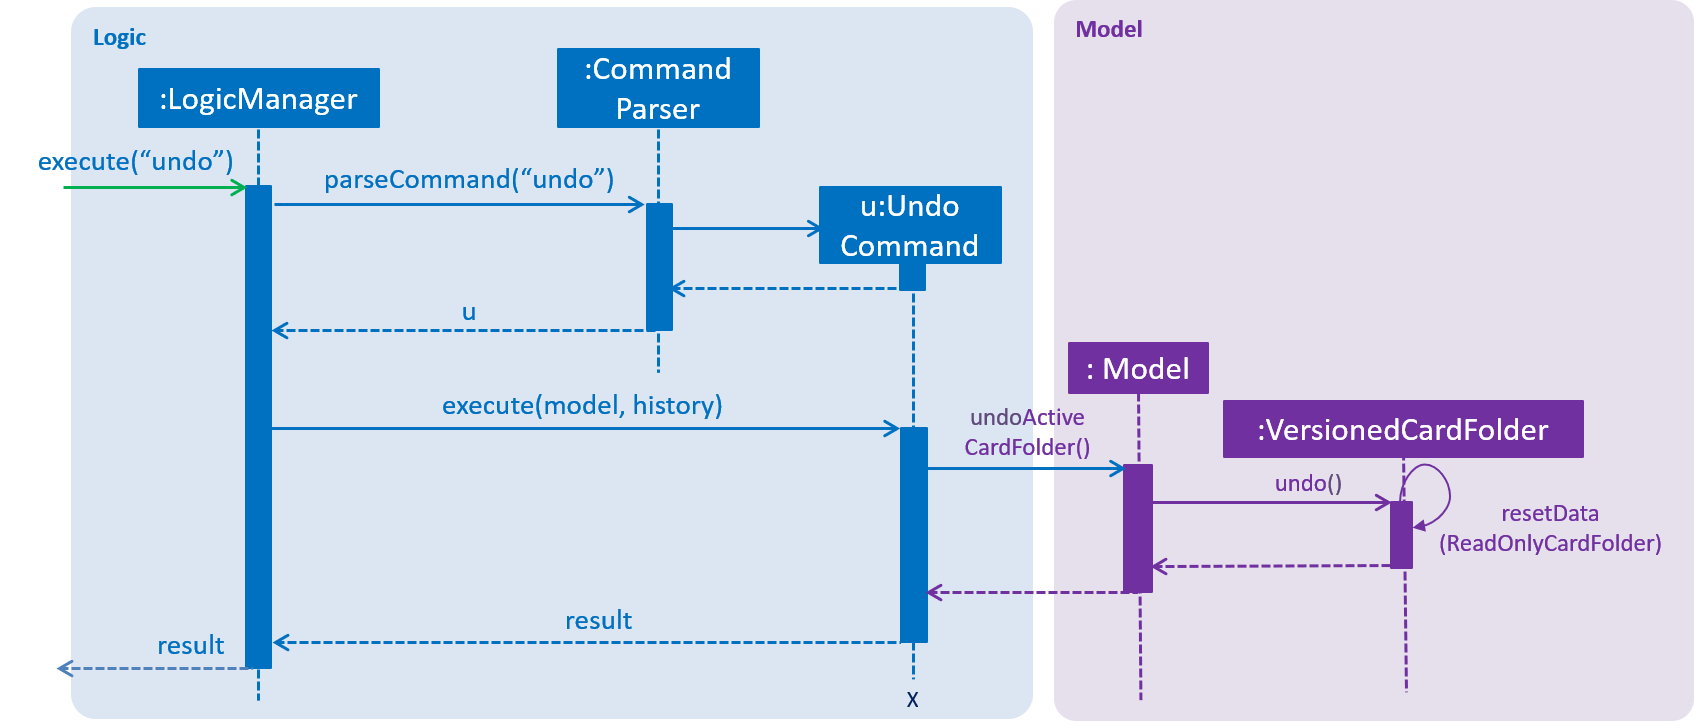 Logic
Model
:Command
Parser
:LogicManager
execute(“undo”)
parseCommand(“undo”)
u:Undo
Command
u
: Model
execute(model, history)
undoActive
CardFolder()
:VersionedCardFolder
undo()
resetData
(ReadOnlyCardFolder)
result
result
X